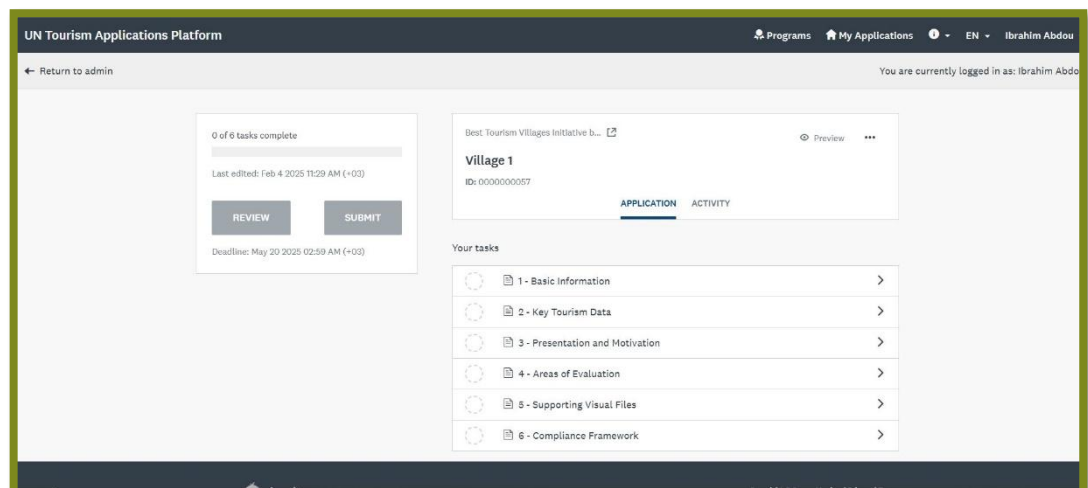 UN Tourism Applications Platform
Programs My Applications EN Ibrahim Abdou
Return to admin
You are currently logged in as: Ibrahim Abdo
0 of 6 tasks complete
Last edited: Feb 4 2025 11:29 AM (+03)
REVIEW SUBMIT
Deadline: May 20 2025 02:59 AM (+03)
Best Tourism Villages Initiative b...
Preview
Village 1
ID: 0000000057
APPLICATION ACTIVITY
Your tasks
1 - Basic Information
2 - Key Tourism Data
3 - Presentation and Motivation
4 - Areas of Evaluation
5 - Supporting Visual Files
6 - Compliance Framework